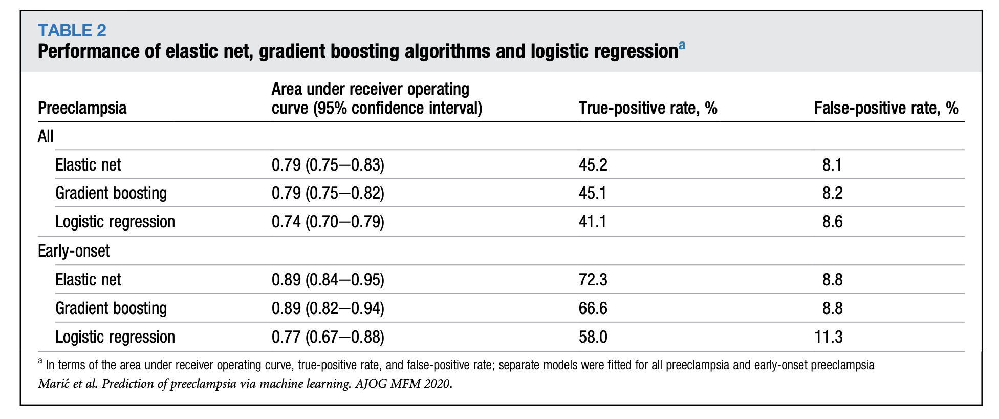 TABLE 2
Performance of elastic net, gradient boosting algorithms and logistic regressionᵃ
Preeclampsia Area under receiver operating curve (95% confidence interval) True-positive rate, % False-positive rate, %
All
Elastic net 0.79 (0.75—0.83) 45.2 8.1
Gradient boosting 0.79 (0.75—0.82) 45.1 8.2
Logistic regression 0.74 (0.70—0.79) 41.1 8.6
Early-onset
Elastic net 0.89 (0.84—0.95) 72.3 8.8
Gradient boosting 0.89 (0.82—0.94) 66.6 8.8
Logistic regression 0.77 (0.67—0.88) 58.0 11.3
ᵃ In terms of the area under receiver operating curve, true-positive rate, and false-positive rate; separate models were fitted for all preeclampsia and early-onset preeclampsia
Marić et al. Prediction of preeclampsia via machine learning. AJOG MFM 2020.